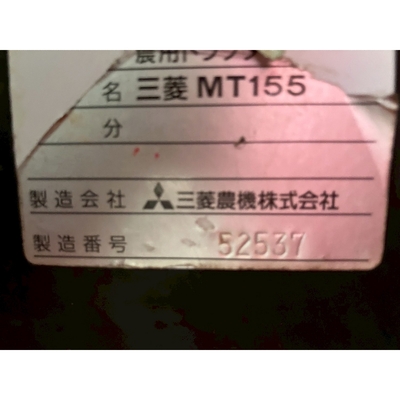 農用トラクタ
名 三菱 MT155
分
製造会社 三菱農機株式会社
製造番号 52537